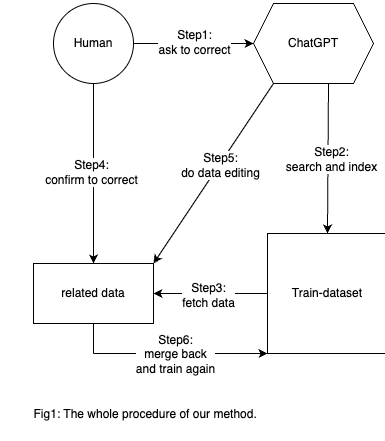 Human
Step1:
ask to correct
ChatGPT
Step4:
confirm to correct
Step5:
do data editing
Step2:
search and index
related data
Step3:
fetch data
Train-dataset
Step6:
merge back
and train again
Fig1: The whole procedure of our method.